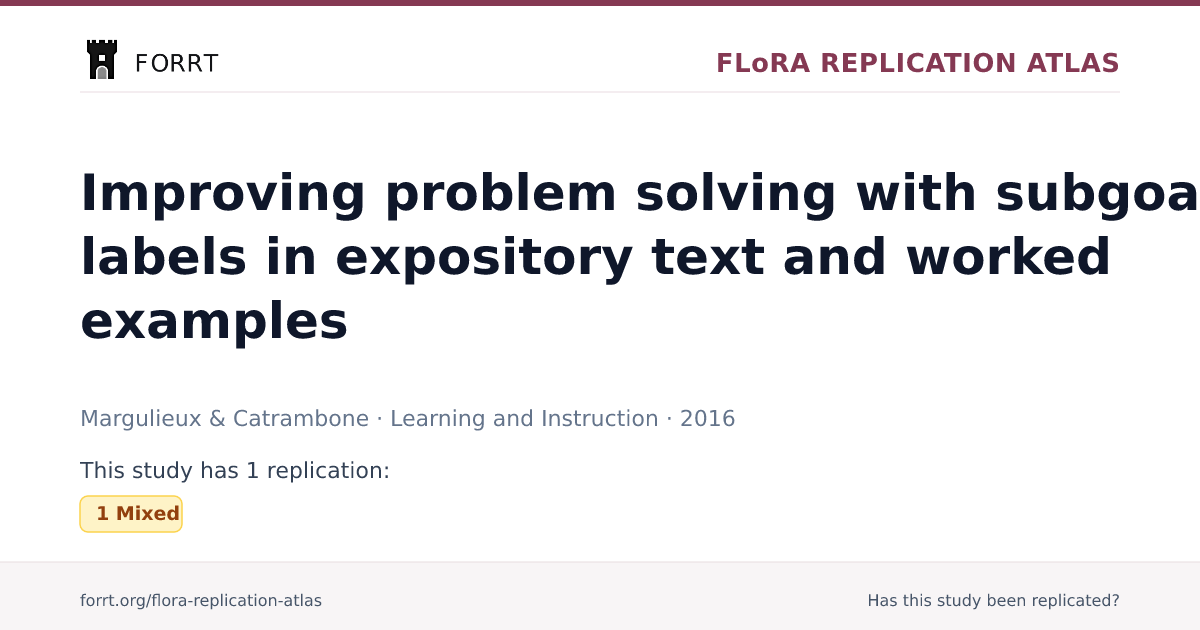 FORRT
FLoRA REPLICATION ATLAS
Improving problem solving with subgoa
labels in expository text and worked
examples
Margulieux & Catrambone · Learning and Instruction · 2016
This study has 1 replication:
1 Mixed
forrt.org/flora-replication-atlas
Has this study been replicated?